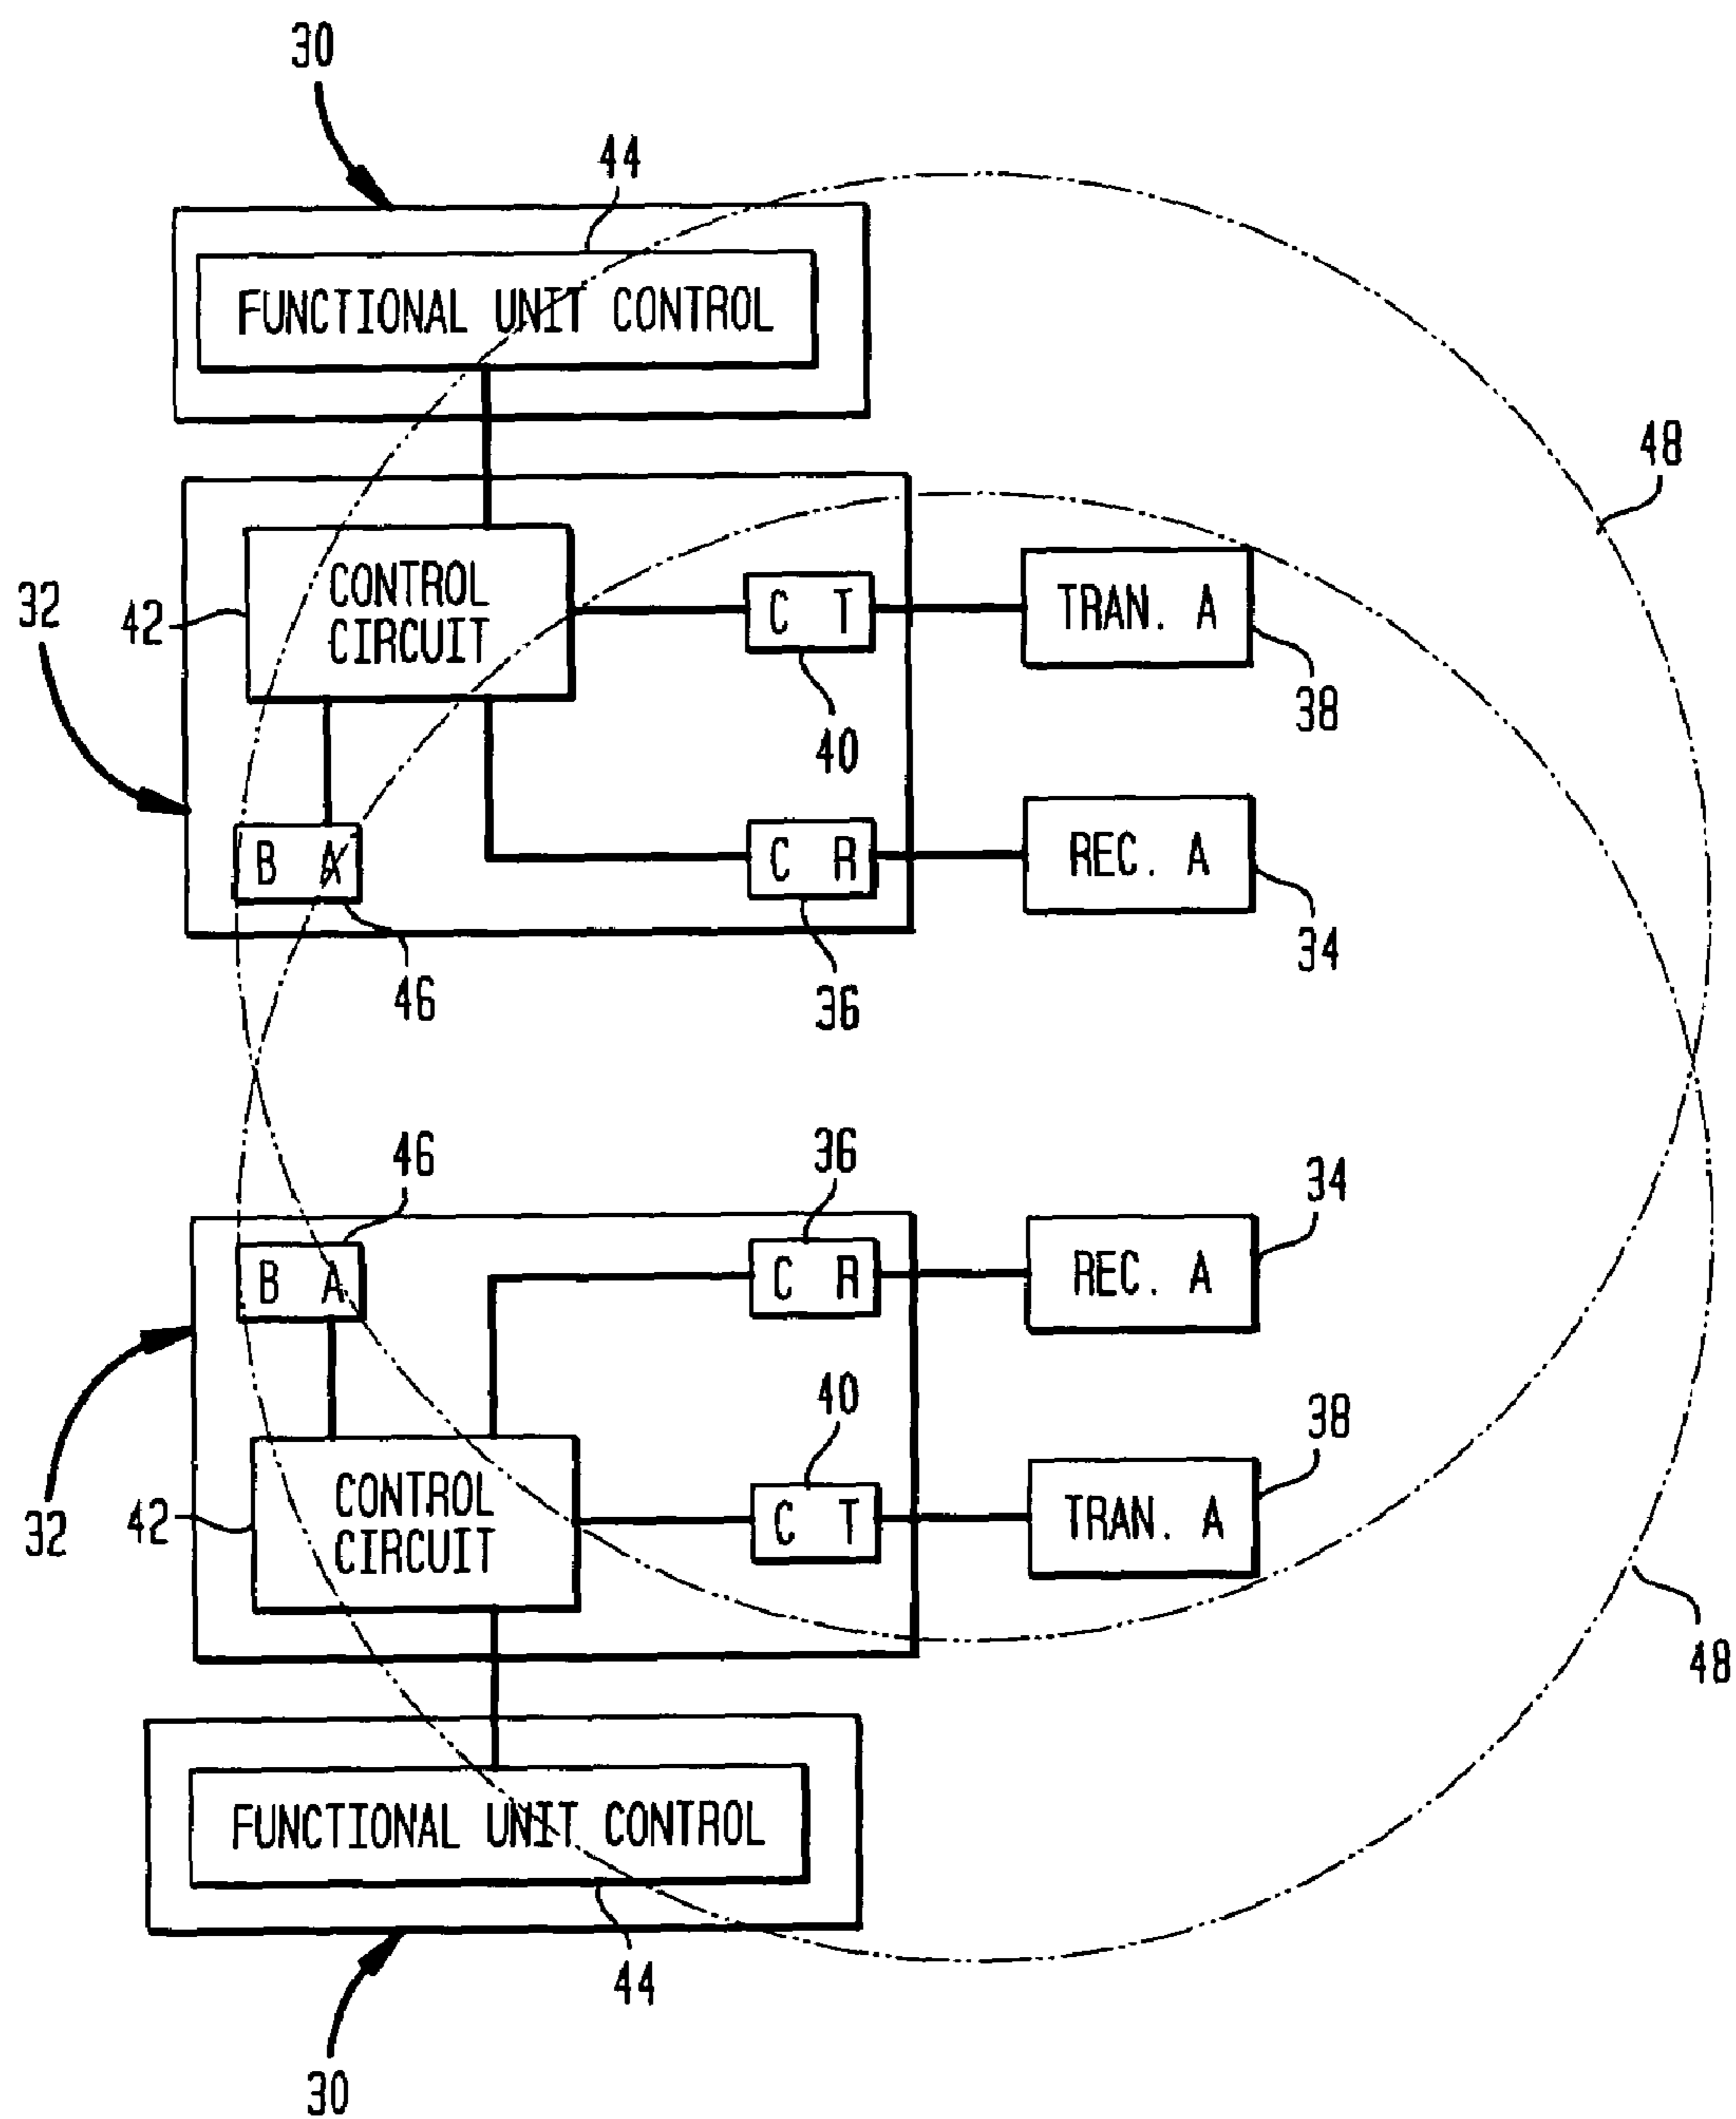 30
44
FUNCTIONAL UNIT CONTROL
48
32
42
CONTROL
CIRCUIT
C T
TRAN. A
40
38
B A
C R
REC. A
46
36
34
46
36
34
B A
C R
REC. A
40
38
32
42
CONTROL
CIRCUIT
C T
TRAN. A
48
FUNCTIONAL UNIT CONTROL
44
30